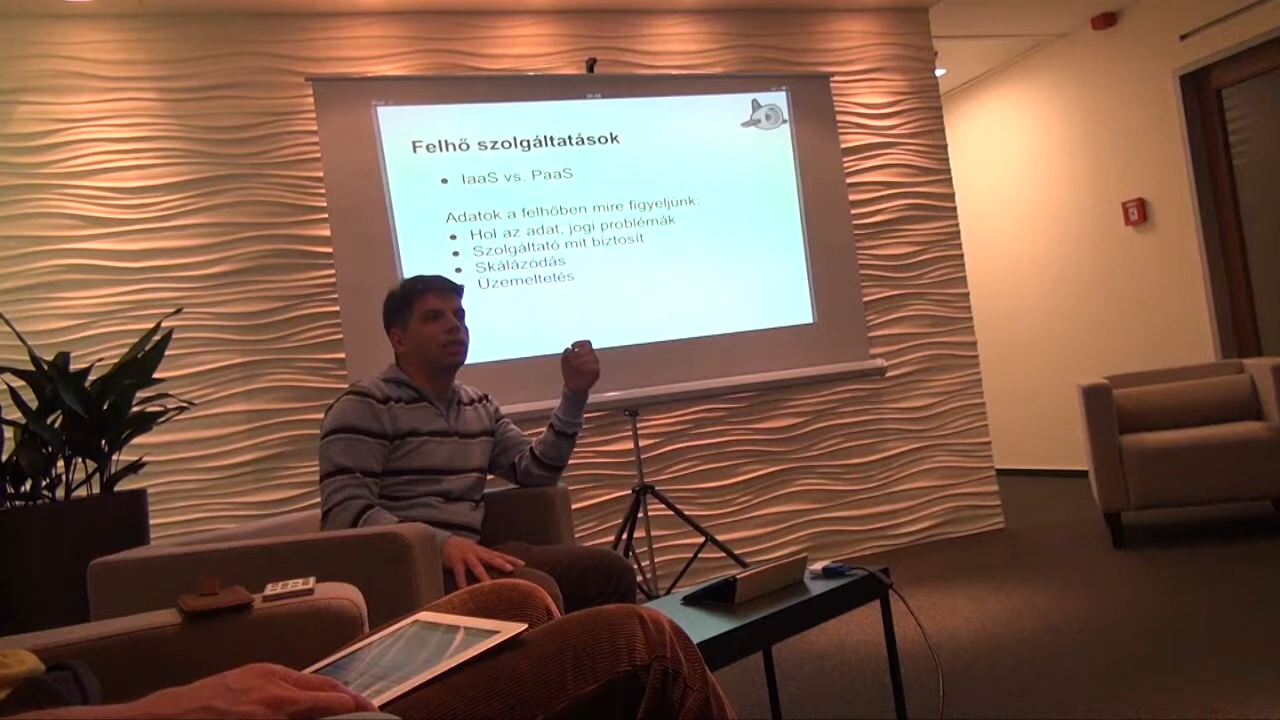 Felhő szolgáltatások
• IaaS vs. PaaS
Adatok a felhőben mire figyeljünk:
• Hol az adat, jogi problémák
• Szolgáltató mit biztosít
• Skálázódás
• Üzemeltetés